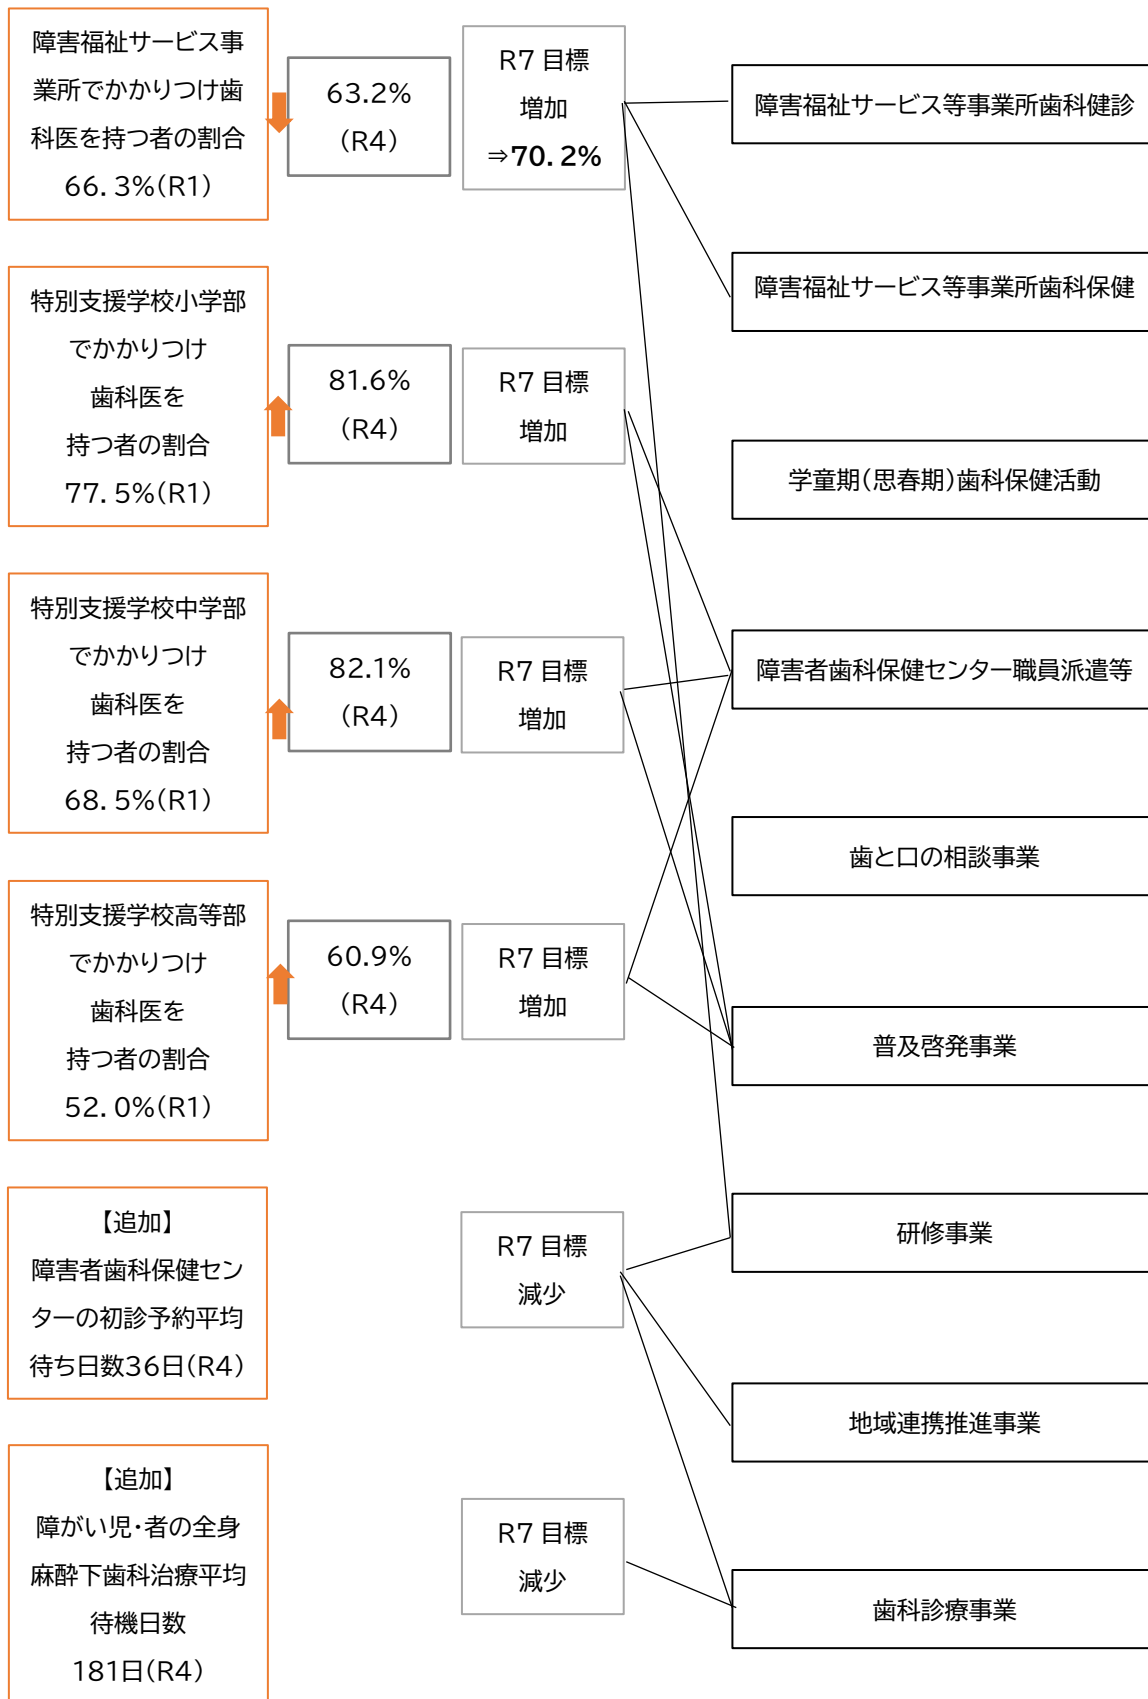 障害福祉サービス事
業所でかかりつけ歯
科医を持つ者の割合
66.3%(R1)
63.2%
(R4)
R7 目標
増加
⇒70.2%
障害福祉サービス等事業所歯科健診
障害福祉サービス等事業所歯科保健
特別支援学校小学部
でかかりつけ
歯科医を
持つ者の割合
77.5%(R1)
81.6%
(R4)
R7 目標
増加
学童期(思春期)歯科保健活動
特別支援学校中学部
でかかりつけ
歯科医を
持つ者の割合
68.5%(R1)
82.1%
(R4)
R7 目標
増加
障害者歯科保健センター職員派遣等
歯と口の相談事業
特別支援学校高等部
でかかりつけ
歯科医を
持つ者の割合
52.0%(R1)
60.9%
(R4)
R7 目標
増加
普及啓発事業
【追加】
障害者歯科保健セン
ターの初診予約平均
待ち日数36日(R4)
R7 目標
減少
研修事業
地域連携推進事業
【追加】
障がい児・者の全身
麻酔下歯科治療平均
待機日数
181日(R4)
R7 目標
減少
歯科診療事業